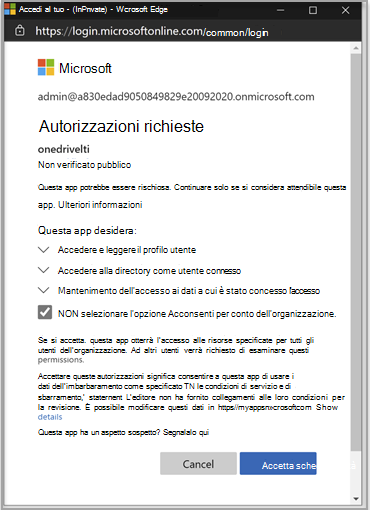 Accedi al tuo - (InPrivate) - Wcrosoft Edge
https://login.microsoftonline.com/common/login
Microsoft
admin@a830edad9050849829e20092020.onmicrosoft.com
Autorizzazioni richieste
onedrivelti
Non verificato pubblico
Questa app potrebbe essere rischiosa. Continuare solo se si considera attendibile questa
app. Ulteriori informazioni
Questa app desidera:
Accedere e leggere il profilo utente
Accedere alla directory come utente connesso
Mantenimento dell'accesso ai dati a cui è stato concesso l'accesso
NON selezionare l'opzione Acconsenti per conto dell'organizzazione.
Se si accetta. questa app otterrà l'accesso alle risorse specificate per tutti gli
utenti dell'organizzazione. Ad altri utenti verrà richiesto di esaminare questi
permissions.
Accettare queste autorizzazioni significa consentire a questa app di usare i
dati dell'imbarbaramento come specificato TN le condizioni di servizio e di
sbarramento,' statement L'editore non ha fornito collegamenti alle loro condizioni per
la revisione. È possibile modificare questi dati in https//myappsnxcrosoftcom Show
details
Questa app ha un aspetto sospetto? Segnalalo qui
Cancel
Accetta sche